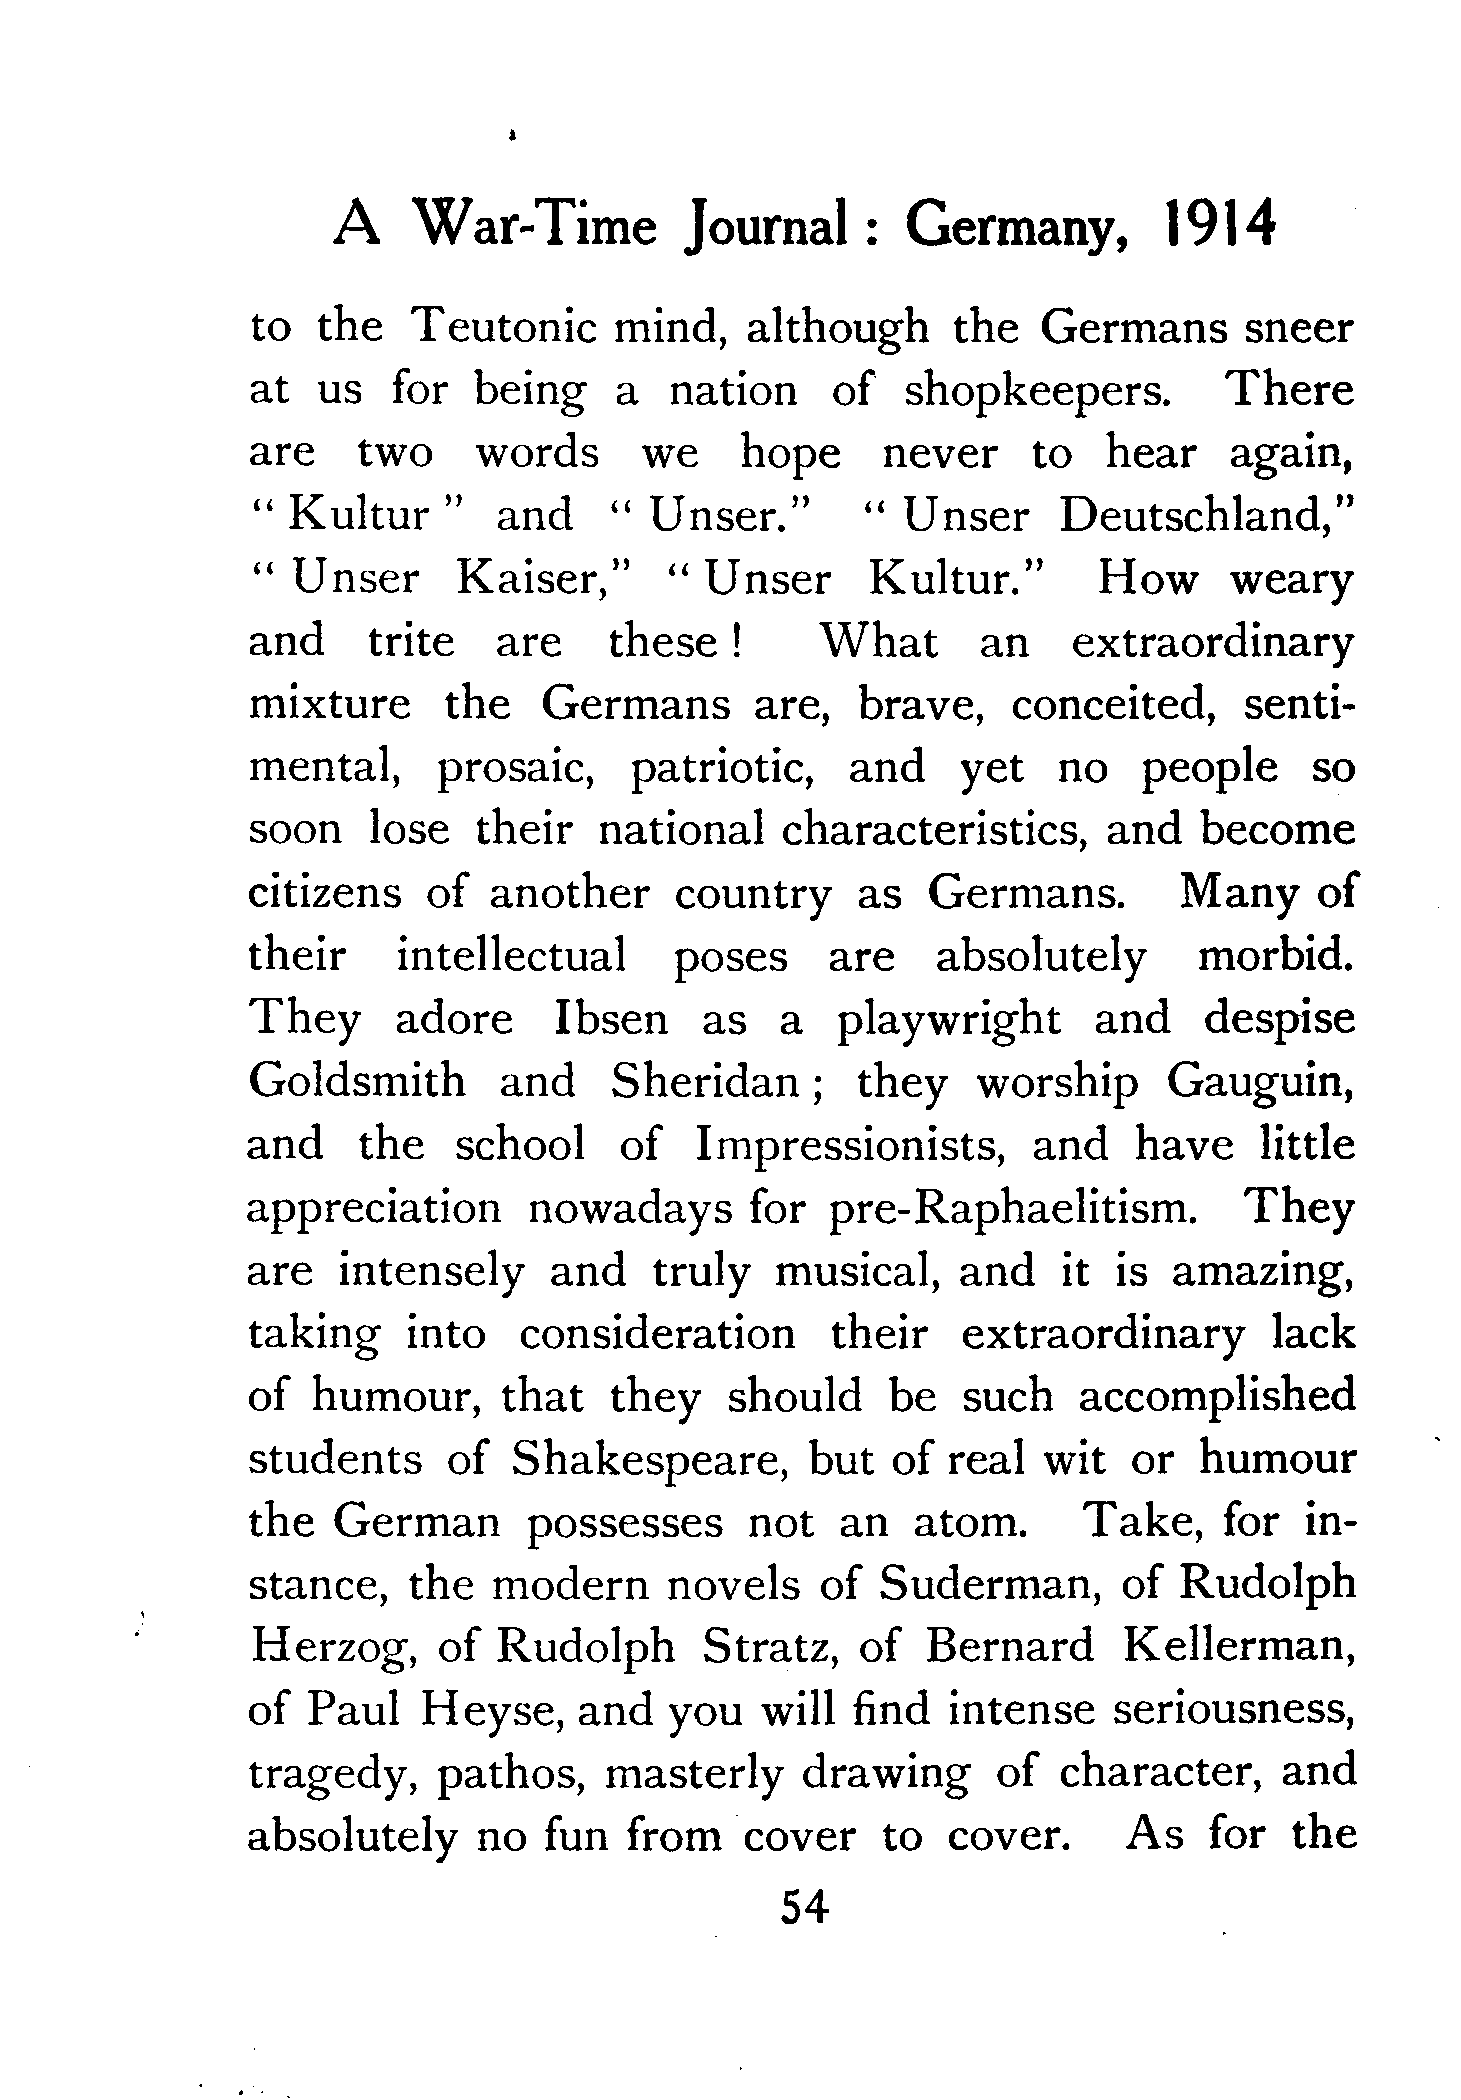 A War-Time Journal : Germany, 1914
to the Teutonic mind, although the Germans sneer
at us for being a nation of shopkeepers. There
are two words we hope never to hear again,
" Kultur " and " Unser." " Unser Deutschland,"
" Unser Kaiser," " Unser Kultur." How weary
and trite are these ! What an extraordinary
mixture the Germans are, brave, conceited, senti-
mental, prosaic, patriotic, and yet no people so
soon lose their national characteristics, and become
citizens of another country as Germans. Many of
their intellectual poses are absolutely morbid.
They adore Ibsen as a playwright and despise
Goldsmith and Sheridan ; they worship Gauguin,
and the school of Impressionists, and have little
appreciation nowadays for pre-Raphaelitism. They
are intensely and truly musical, and it is amazing,
taking into consideration their extraordinary lack
of humour, that they should be such accomplished
students of Shakespeare, but of real wit or humour
the German possesses not an atom. Take, for in-
stance, the modern novels of Suderman, of Rudolph
Herzog, of Rudolph Stratz, of Bernard Kellerman,
of Paul Heyse, and you will find intense seriousness,
tragedy, pathos, masterly drawing of character, and
absolutely no fun from cover to cover. As for the
54